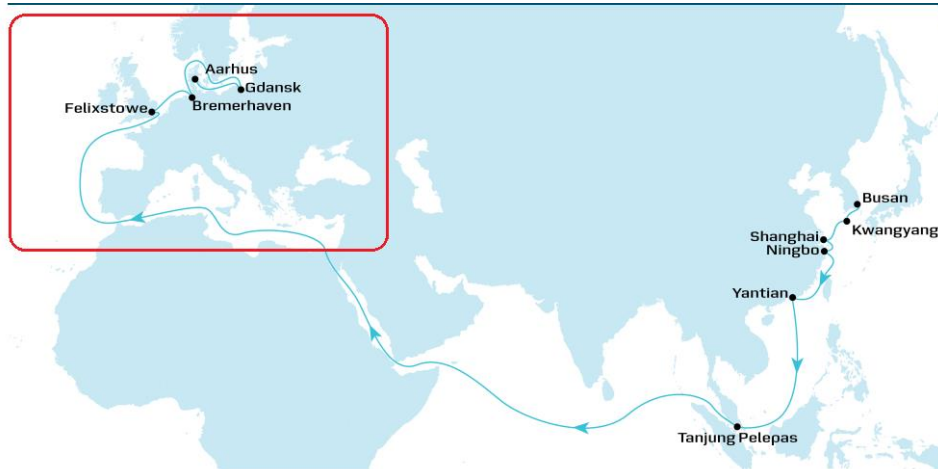 Aarhus
Gdansk
Felixstowe
Bremerhaven
Busan
Kwangyang
Shanghai
Ningbo
Yantian
Tanjung Pelepas